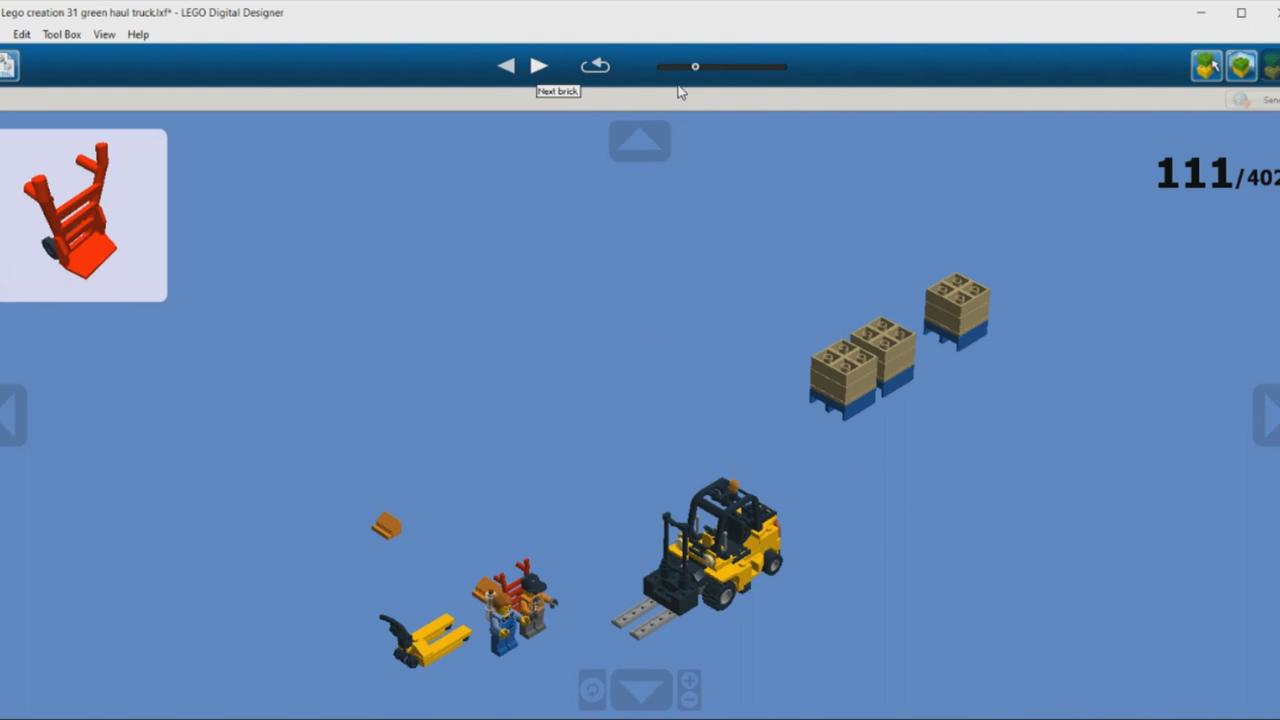 Lego creation 31 green haul truck.lxf* - LEGO Digital Designer
Edit Tool Box View Help
Next brick
111/402